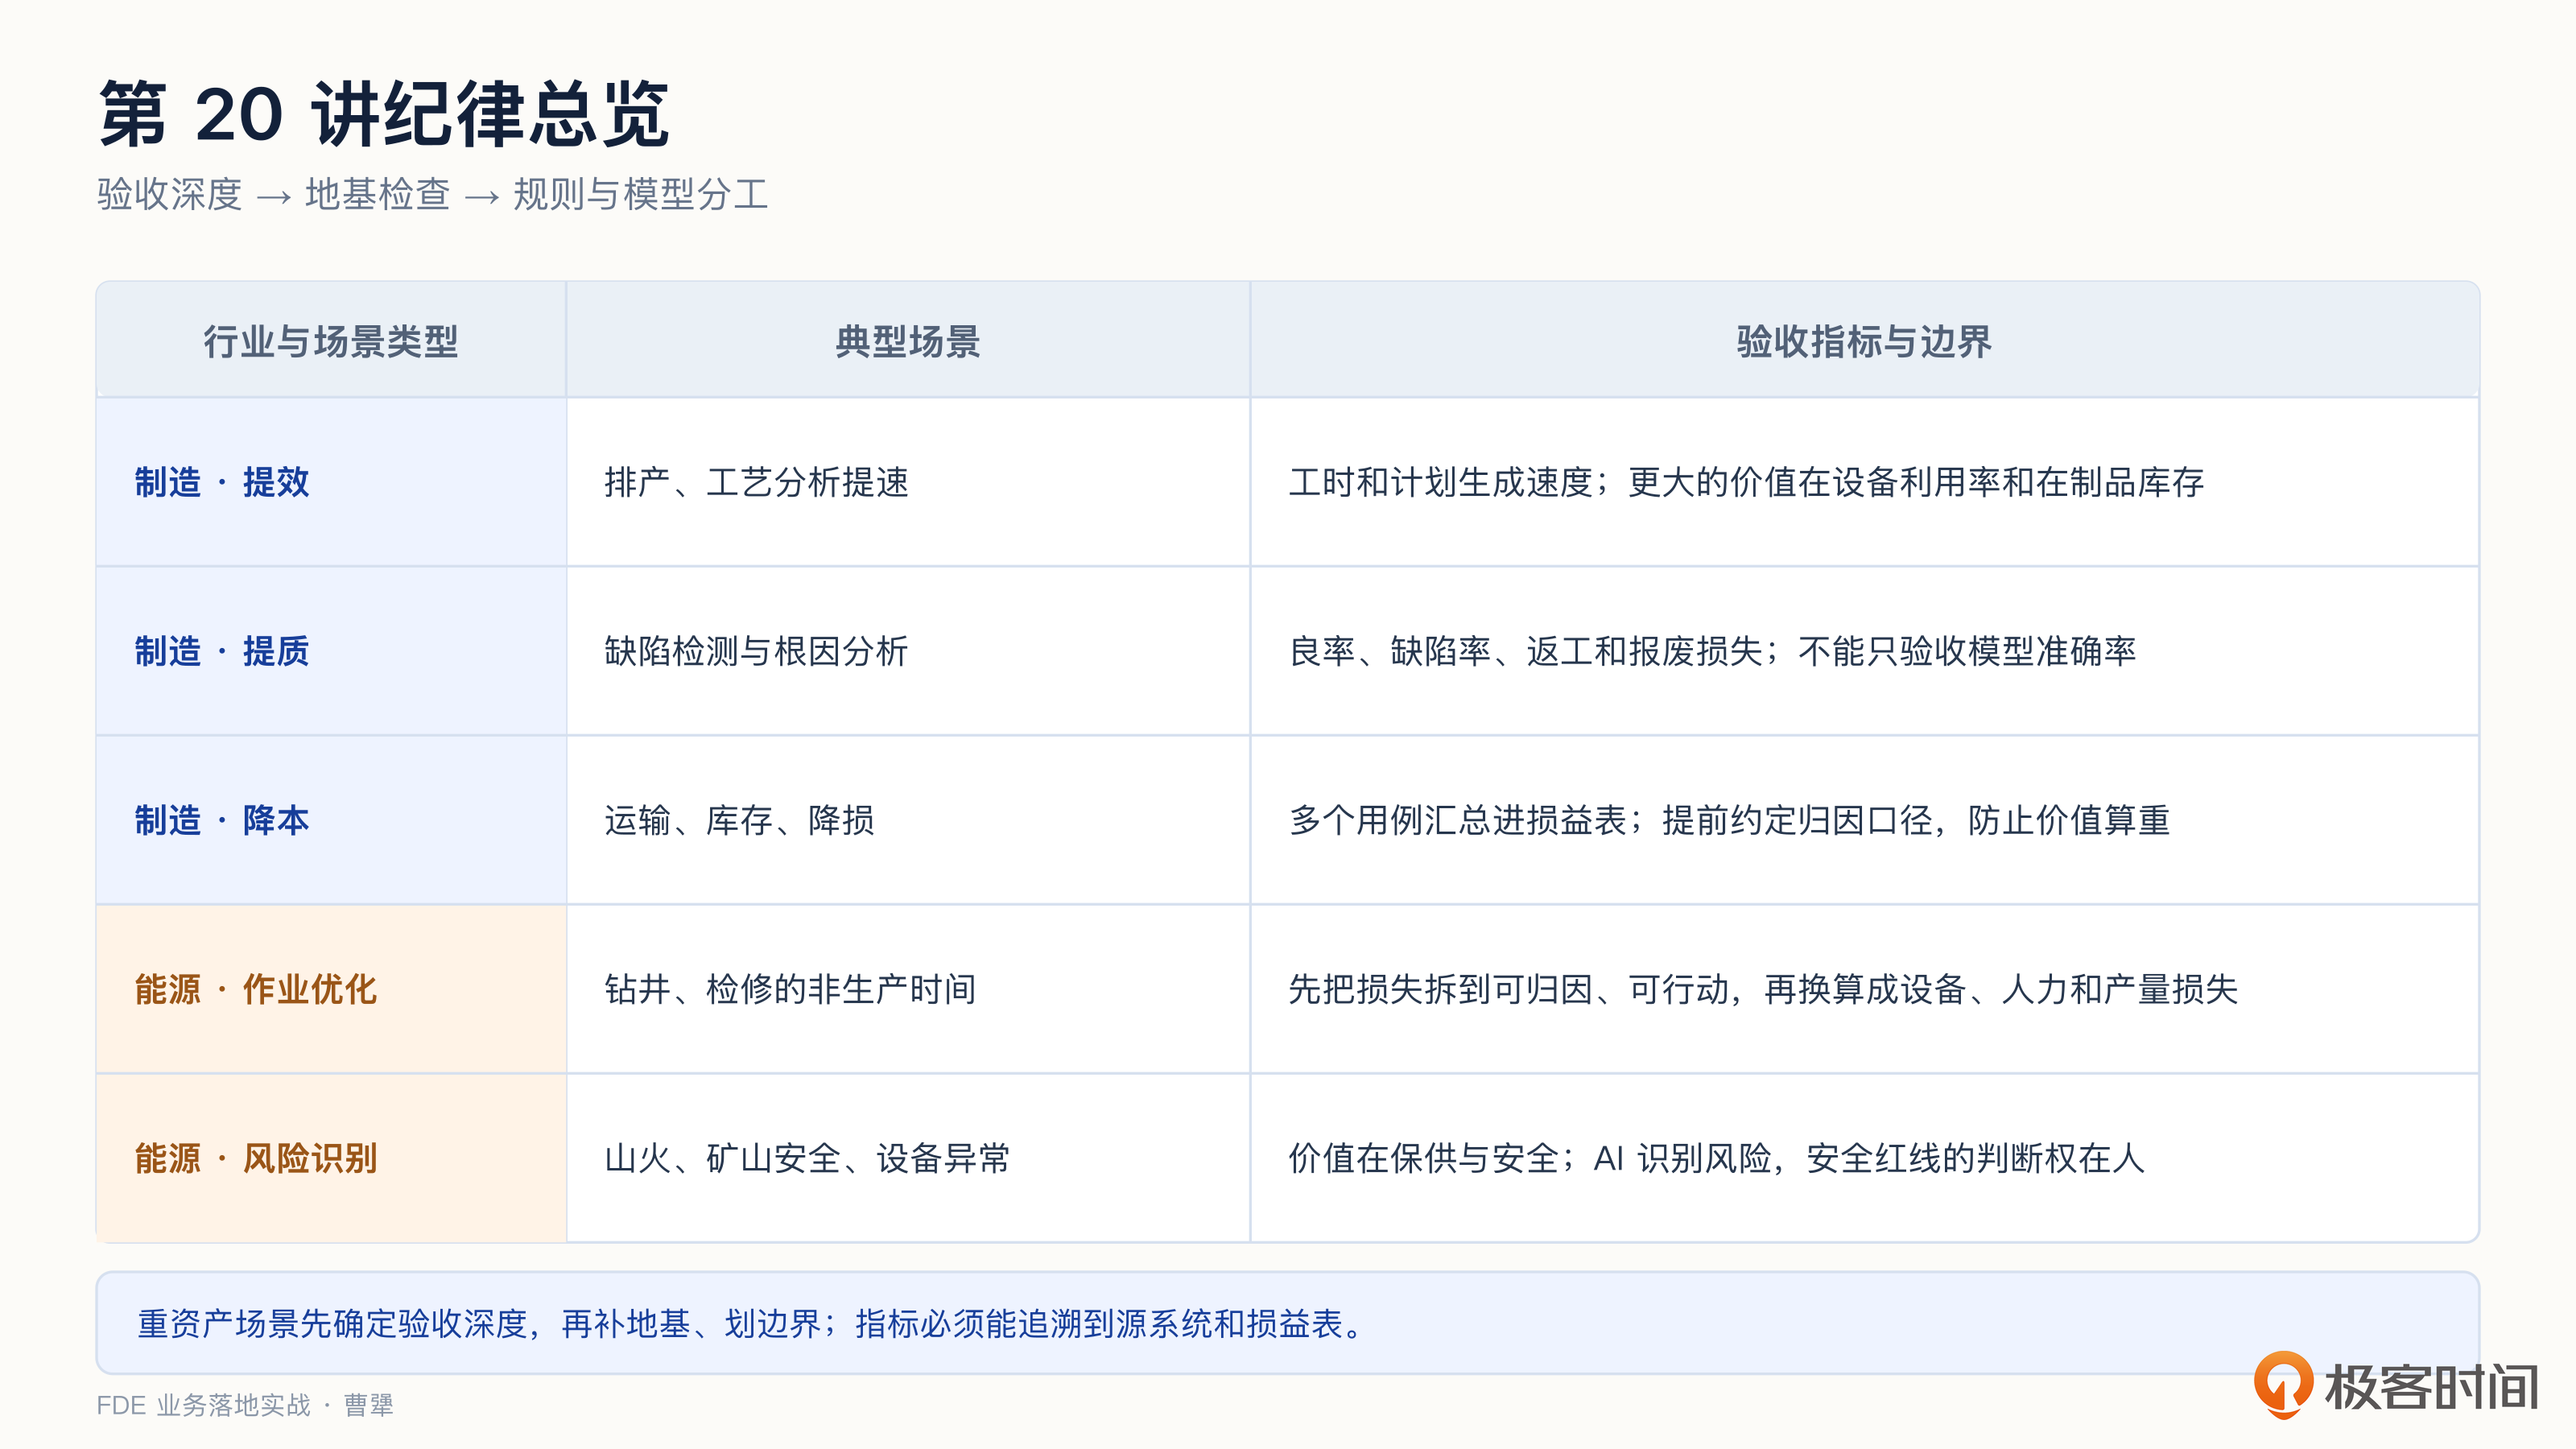 第 20 讲纪律总览
验收深度 → 地基检查 → 规则与模型分工
行业与场景类型
典型场景
验收指标与边界
制造 · 提效
排产、工艺分析提速
工时和计划生成速度；更大的价值在设备利用率和在制品库存
制造 · 提质
缺陷检测与根因分析
良率、缺陷率、返工和报废损失；不能只验收模型准确率
制造 · 降本
运输、库存、降损
多个用例汇总进损益表；提前约定归因口径，防止价值算重
能源 · 作业优化
钻井、检修的非生产时间
先把损失拆到可归因、可行动，再换算成设备、人力和产量损失
能源 · 风险识别
山火、矿山安全、设备异常
价值在保供与安全；AI 识别风险，安全红线的判断权在人
重资产场景先确定验收深度，再补地基、划边界；指标必须能追溯到源系统和损益表。
FDE 业务落地实战 · 曹犟
极客时间